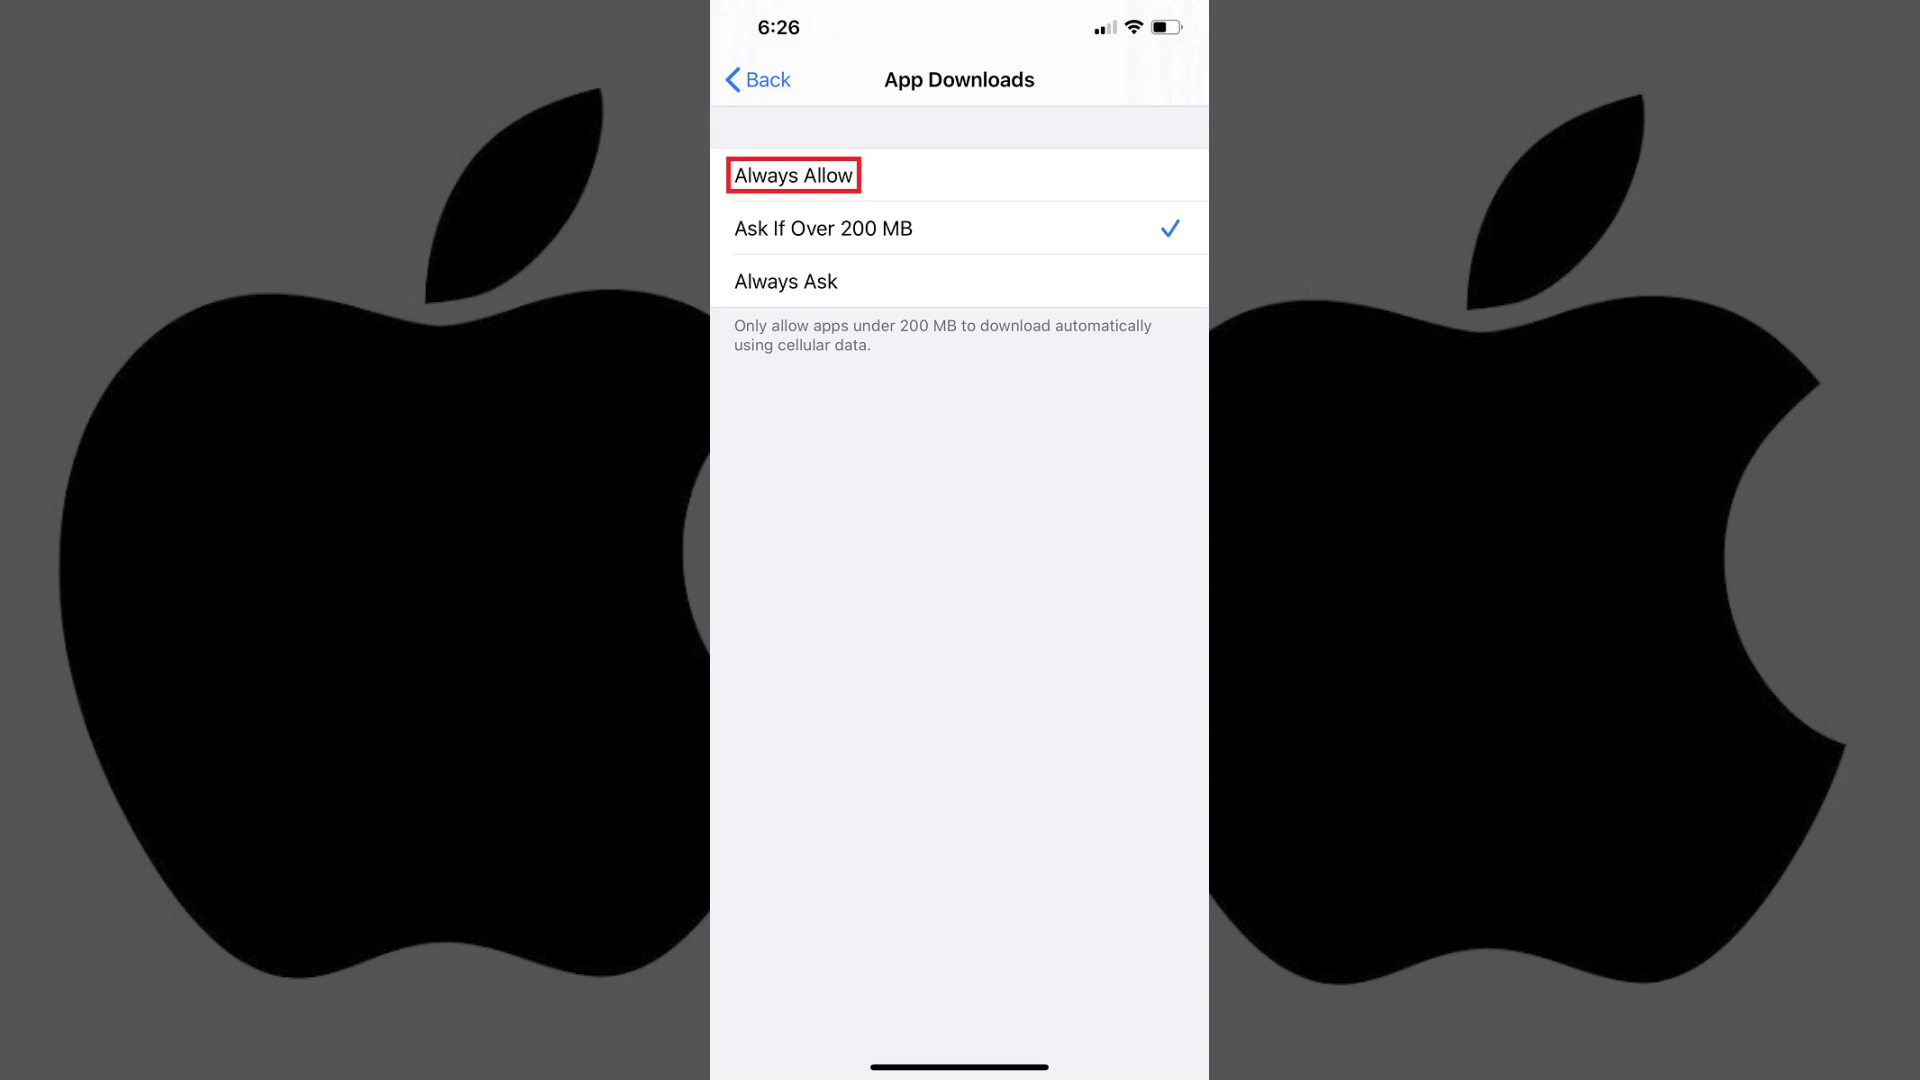 6:26
Back
App Downloads
Always Allow
Ask If Over 200 MB
Always Ask
Only allow apps under 200 MB to download automatically
using cellular data.